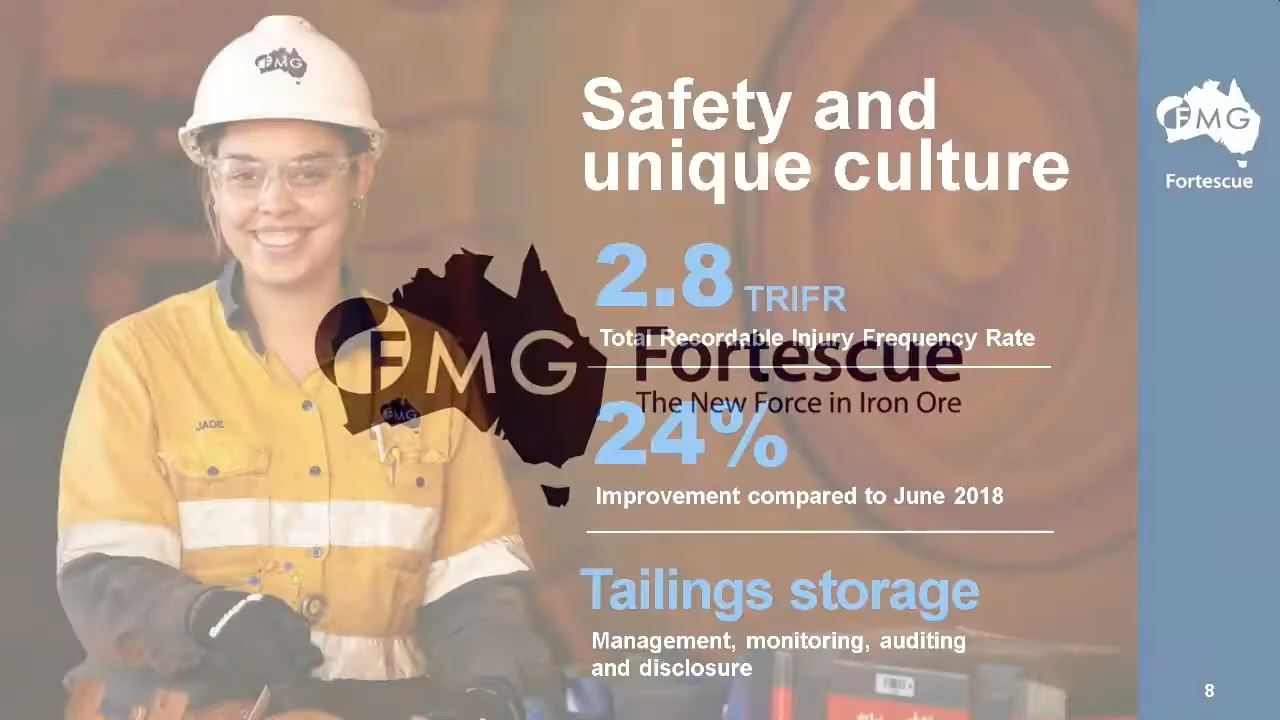 FMG
Safety and
unique culture
FMG
Fortescue
2.8 TRIFR
Total Recordable Injury Frequency Rate
FMG
Fortescue
The New Force in Iron Ore
24%
Improvement compared to June 2018
JADE
FMG
Tailings storage
Management, monitoring, auditing
and disclosure
8